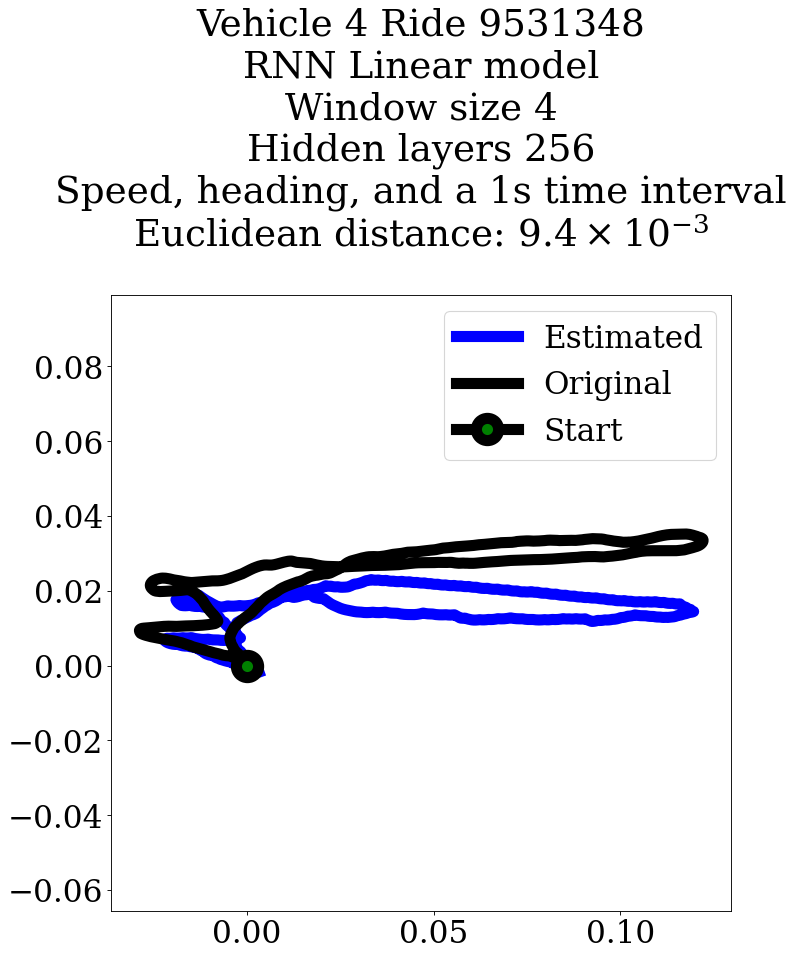 Vehicle 4 Ride 9531348
RNN Linear model
Window size 4
Hidden layers 256
Speed, heading, and a 1s time interval
Euclidean distance: 9.4 × 10⁻³
Estimated
Original
Start
0.08
0.06
0.04
0.02
0.00
−0.02
−0.04
−0.06
0.00 0.05 0.10